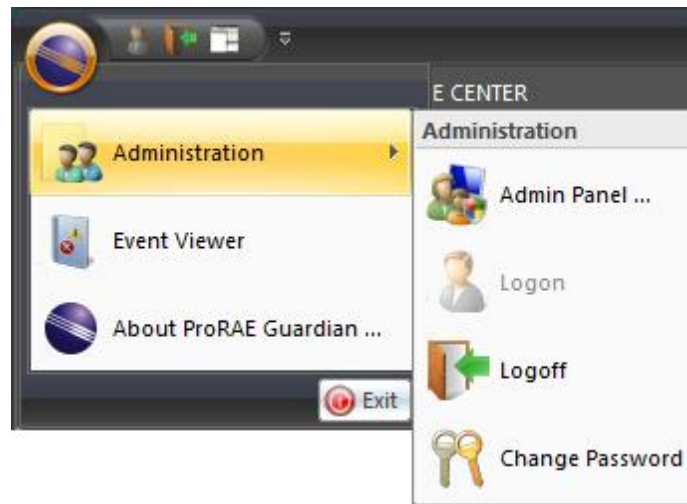 E CENTER
Administration
Event Viewer
About ProRAE Guardian ...
Exit
Administration
Admin Panel ...
Logon
Logoff
Change Password